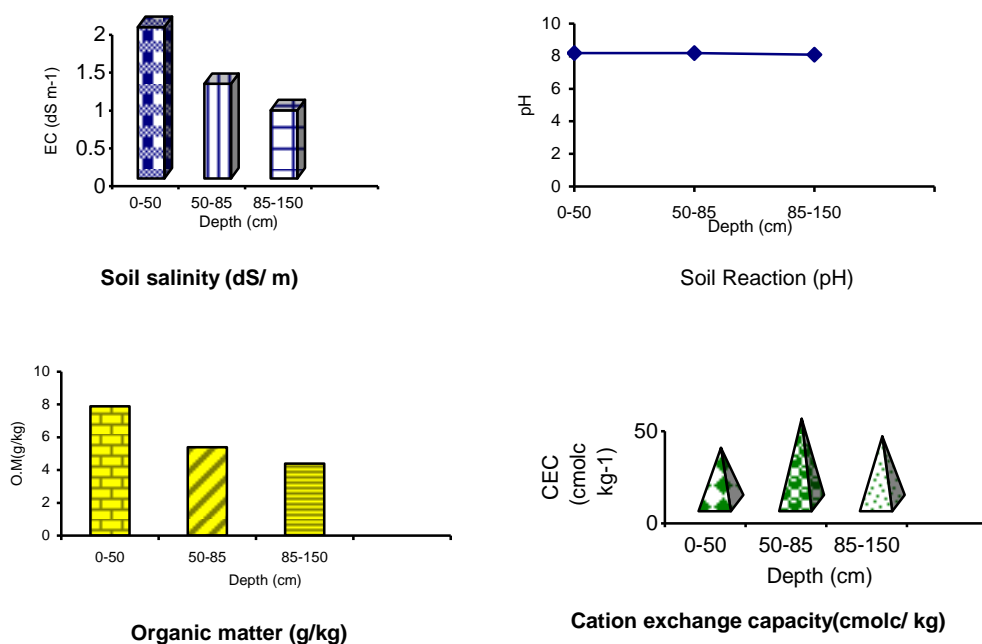 2
1.5
1
0.5
0
EC (dS m-1)
0-50
50-85
85-150
Depth (cm)
Soil salinity (dS/ m)
10
8
6
4
2
0
pH
0-50
50-85
85-150
Depth (cm)
Soil Reaction (pH)
10
8
6
4
2
0
O.M(g/kg)
0-50
50-85
85-150
Depth (cm)
Organic matter (g/kg)
50
0
CEC
(cmolc
kg-1)
0-50
50-85
85-150
Depth (cm)
Cation exchange capacity(cmolc/ kg)